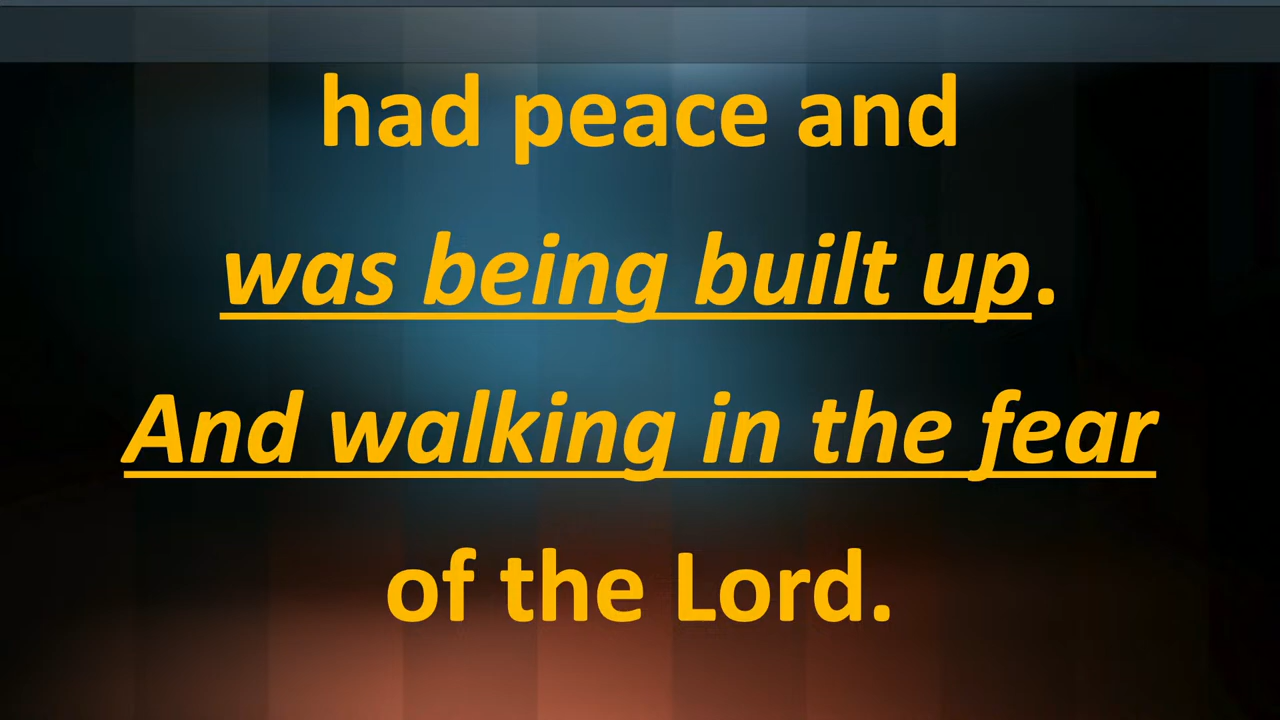 had peace and
was being built up.
And walking in the fear
of the Lord.